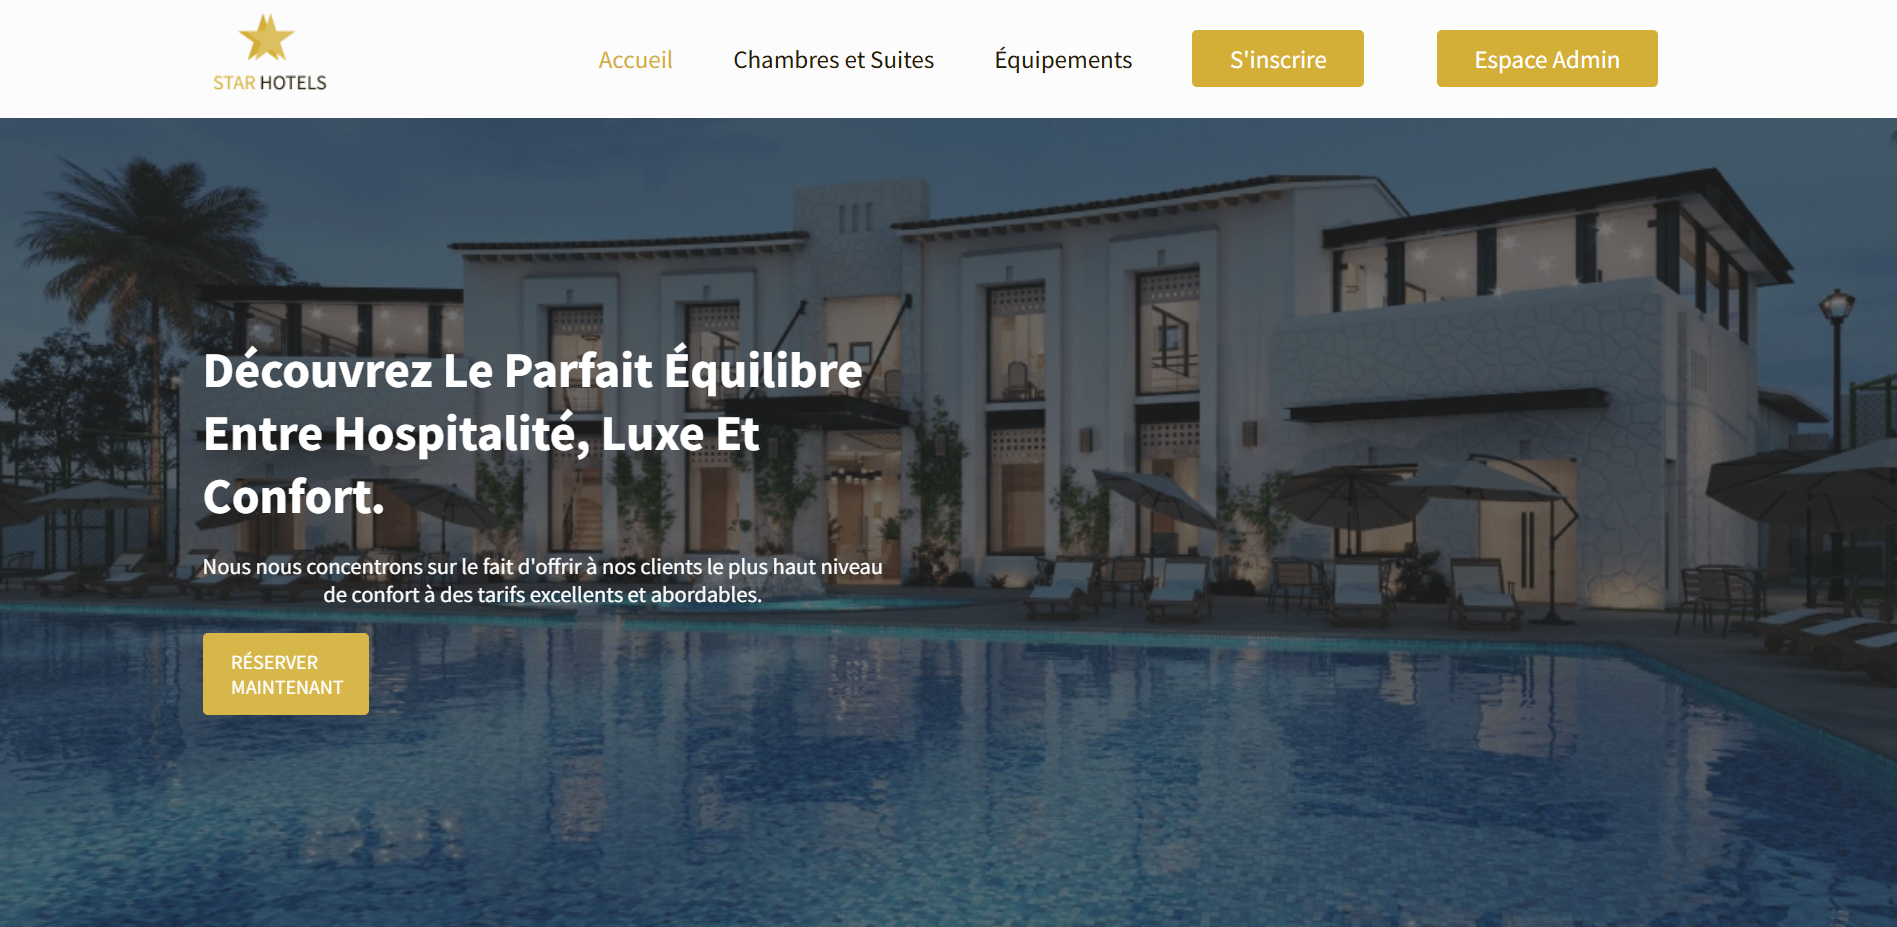 STAR HOTELS
Accueil
Chambres et Suites
Équipements
S'inscrire
Espace Admin
Découvrez Le Parfait Équilibre
Entre Hospitalité, Luxe Et
Confort.
Nous nous concentrons sur le fait d'offrir à nos clients le plus haut niveau
de confort à des tarifs excellents et abordables.
RÉSERVER
MAINTENANT